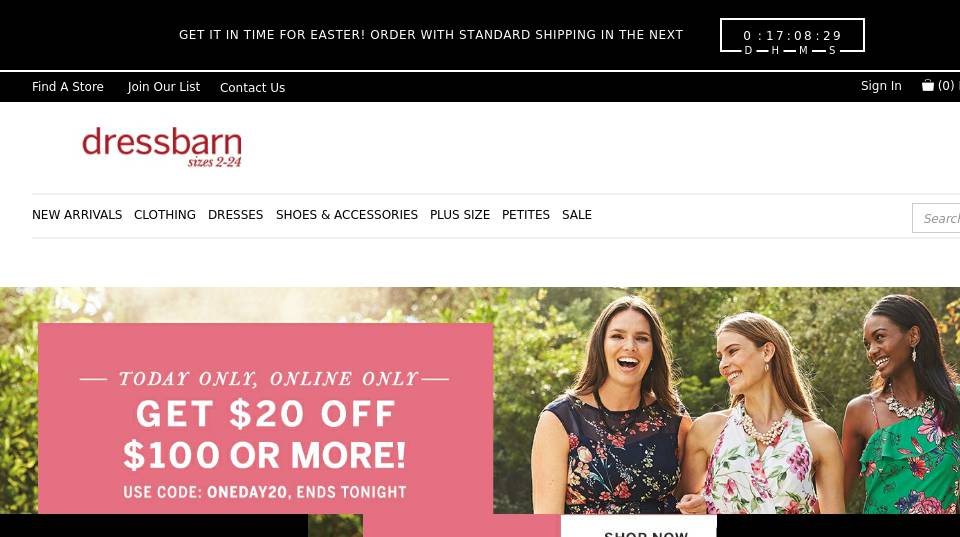 GET IT IN TIME FOR EASTER! ORDER WITH STANDARD SHIPPING IN THE NEXT
0 : 17 : 08 : 29
D H M S
Find A Store Join Our List Contact Us Sign In (0)
dressbarn
sizes 2-24
NEW ARRIVALS CLOTHING DRESSES SHOES & ACCESSORIES PLUS SIZE PETITES SALE
Search
TODAY ONLY, ONLINE ONLY
GET $20 OFF
$100 OR MORE!
USE CODE: ONEDAY20, ENDS TONIGHT
SHOP NOW